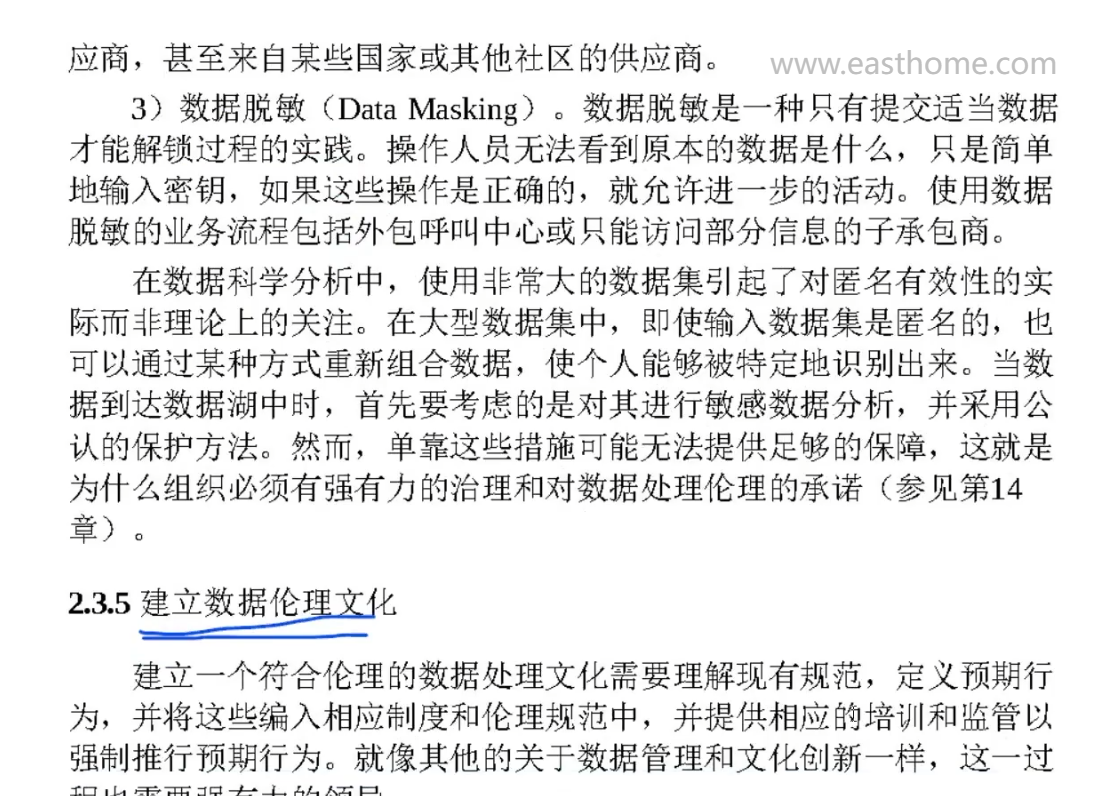 应商，甚至来自某些国家或其他社区的供应商。
www.easthome.com
3）数据脱敏（Data Masking）。数据脱敏是一种只有提交适当数据
才能解锁过程的实践。操作人员无法看到原本的数据是什么，只是简单
地输入密钥，如果这些操作是正确的，就允许进一步的活动。使用数据
脱敏的业务流程包括外包呼叫中心或只能访问部分信息的子承包商。
在数据科学分析中，使用非常大的数据集引起了对匿名有效性的实
际而非理论上的关注。在大型数据集中，即使输入数据集是匿名的，也
可以通过某种方式重新组合数据，使个人能够被特定地识别出来。当数
据到达数据湖中时，首先要考虑的是对其进行敏感数据分析，并采用公
认的保护方法。然而，单靠这些措施可能无法提供足够的保障，这就是
为什么组织必须有强有力的治理和对数据处理伦理的承诺（参见第14
章）。
2.3.5 建立数据伦理文化
建立一个符合伦理的数据处理文化需要理解现有规范，定义预期行
为，并将这些编入相应制度和伦理规范中，并提供相应的培训和监管以
强制推行预期行为。就像其他的关于数据管理和文化创新一样，这一过
程也需要强有力的领导